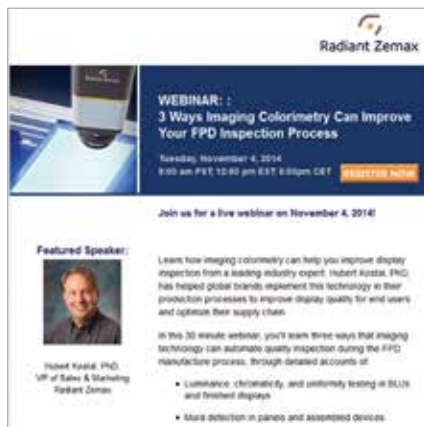 Radiant Zemax
WEBINAR: :
3 Ways Imaging Colorimetry Can Improve
Your FPD Inspection Process
Tuesday, November 4, 2014
9:00 am PST, 12:00 pm EST, 6:00pm CET
REGISTER NOW
Join us for a live webinar on November 4, 2014!
Featured Speaker:
Learn how imaging colorimetry can help you improve display
inspection from a leading industry expert. Hubert Kostal, PhD,
has helped global brands implement this technology in their
production processes to improve display quality for end users
and optimize their supply chain.
In this 30 minute webinar, you'll learn three ways that imaging
technology can automate quality inspection during the FPD
manufacture process, through detailed accounts of:
Hubert Kostal, PhD.
VP of Sales & Marketing
Radiant Zemax
• Luminance, chromaticity, and uniformity testing in BLUs
and finished displays
• Mura detection in panels and assembled devices